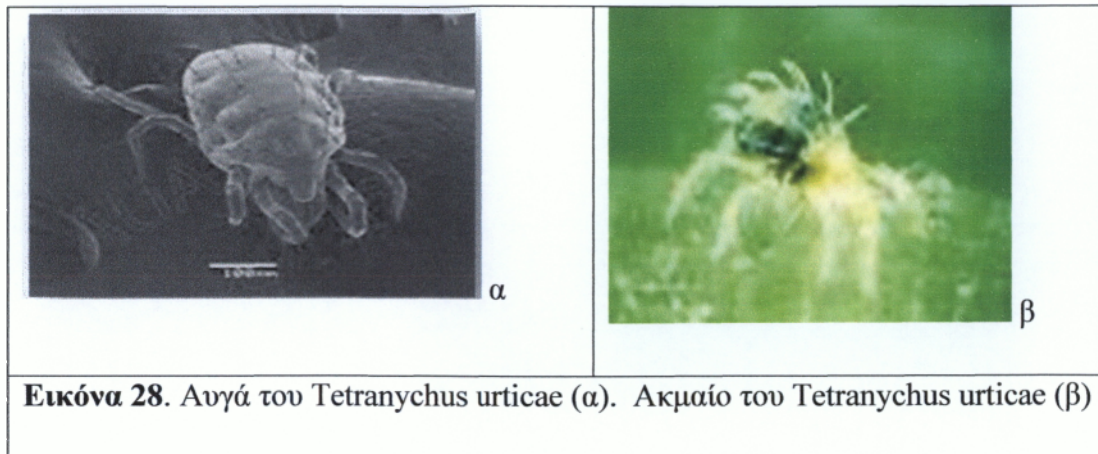 α
β
Εικόνα 28. Αυγά του Tetranychus urticae (α). Ακμαίο του Tetranychus urticae (β)